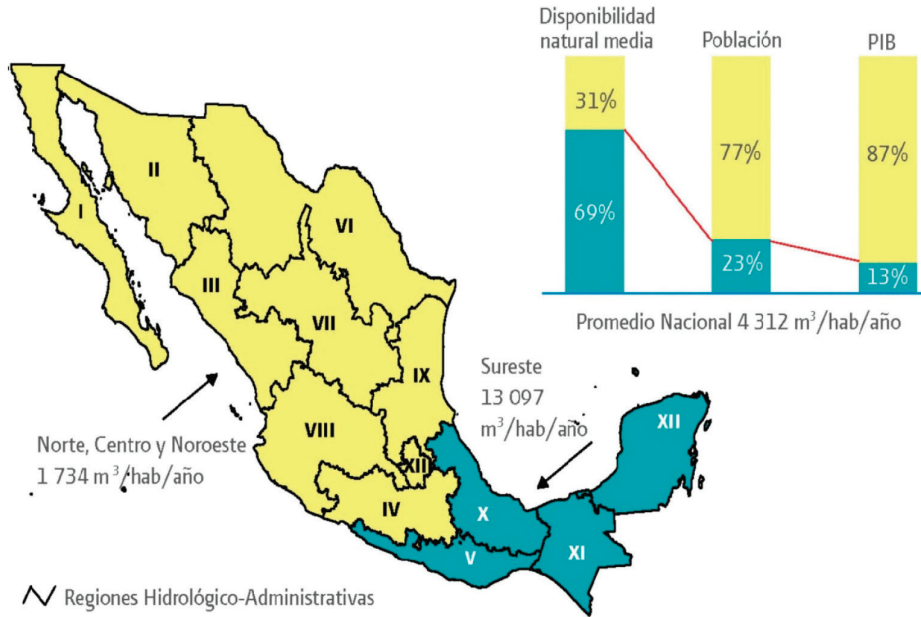 Disponibilidad
natural media
Población
PIB
31%
77%
87%
69%
23%
13%
Promedio Nacional 4 312 m³/hab/año
I
II
III
VI
VII
IX
VIII
XII
IV
X
V
XI
XII
Sureste
13 097
m³/hab/año
Norte, Centro y Noroeste
1 734 m³/hab/año
Regiones Hidrológico-Administrativas